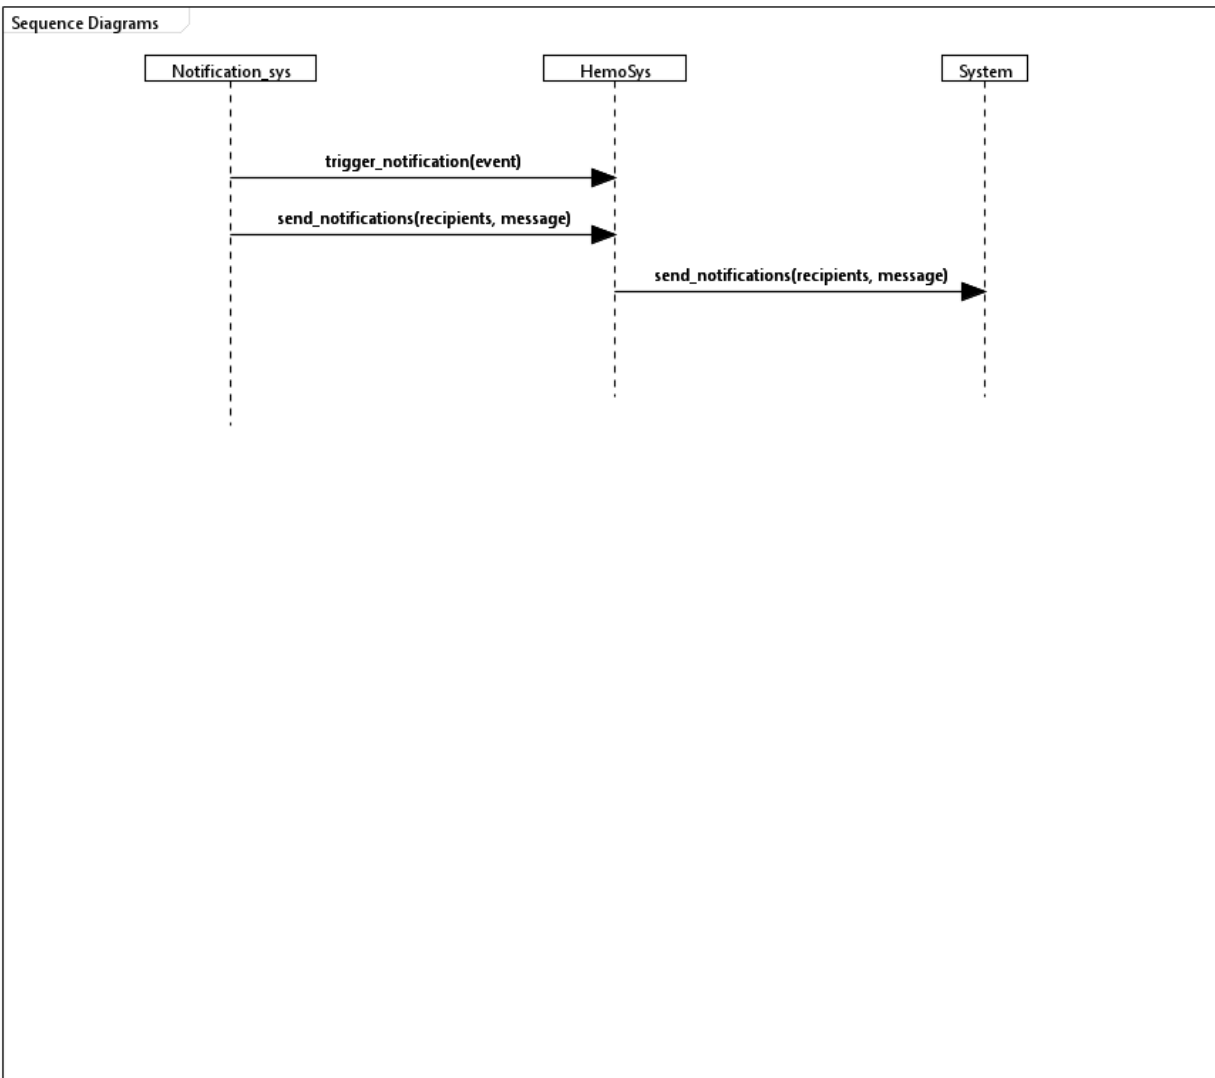 Sequence Diagrams
Notification_sys
HemoSys
System
trigger_notification(event)
send_notifications(recipients, message)
send_notifications(recipients, message)